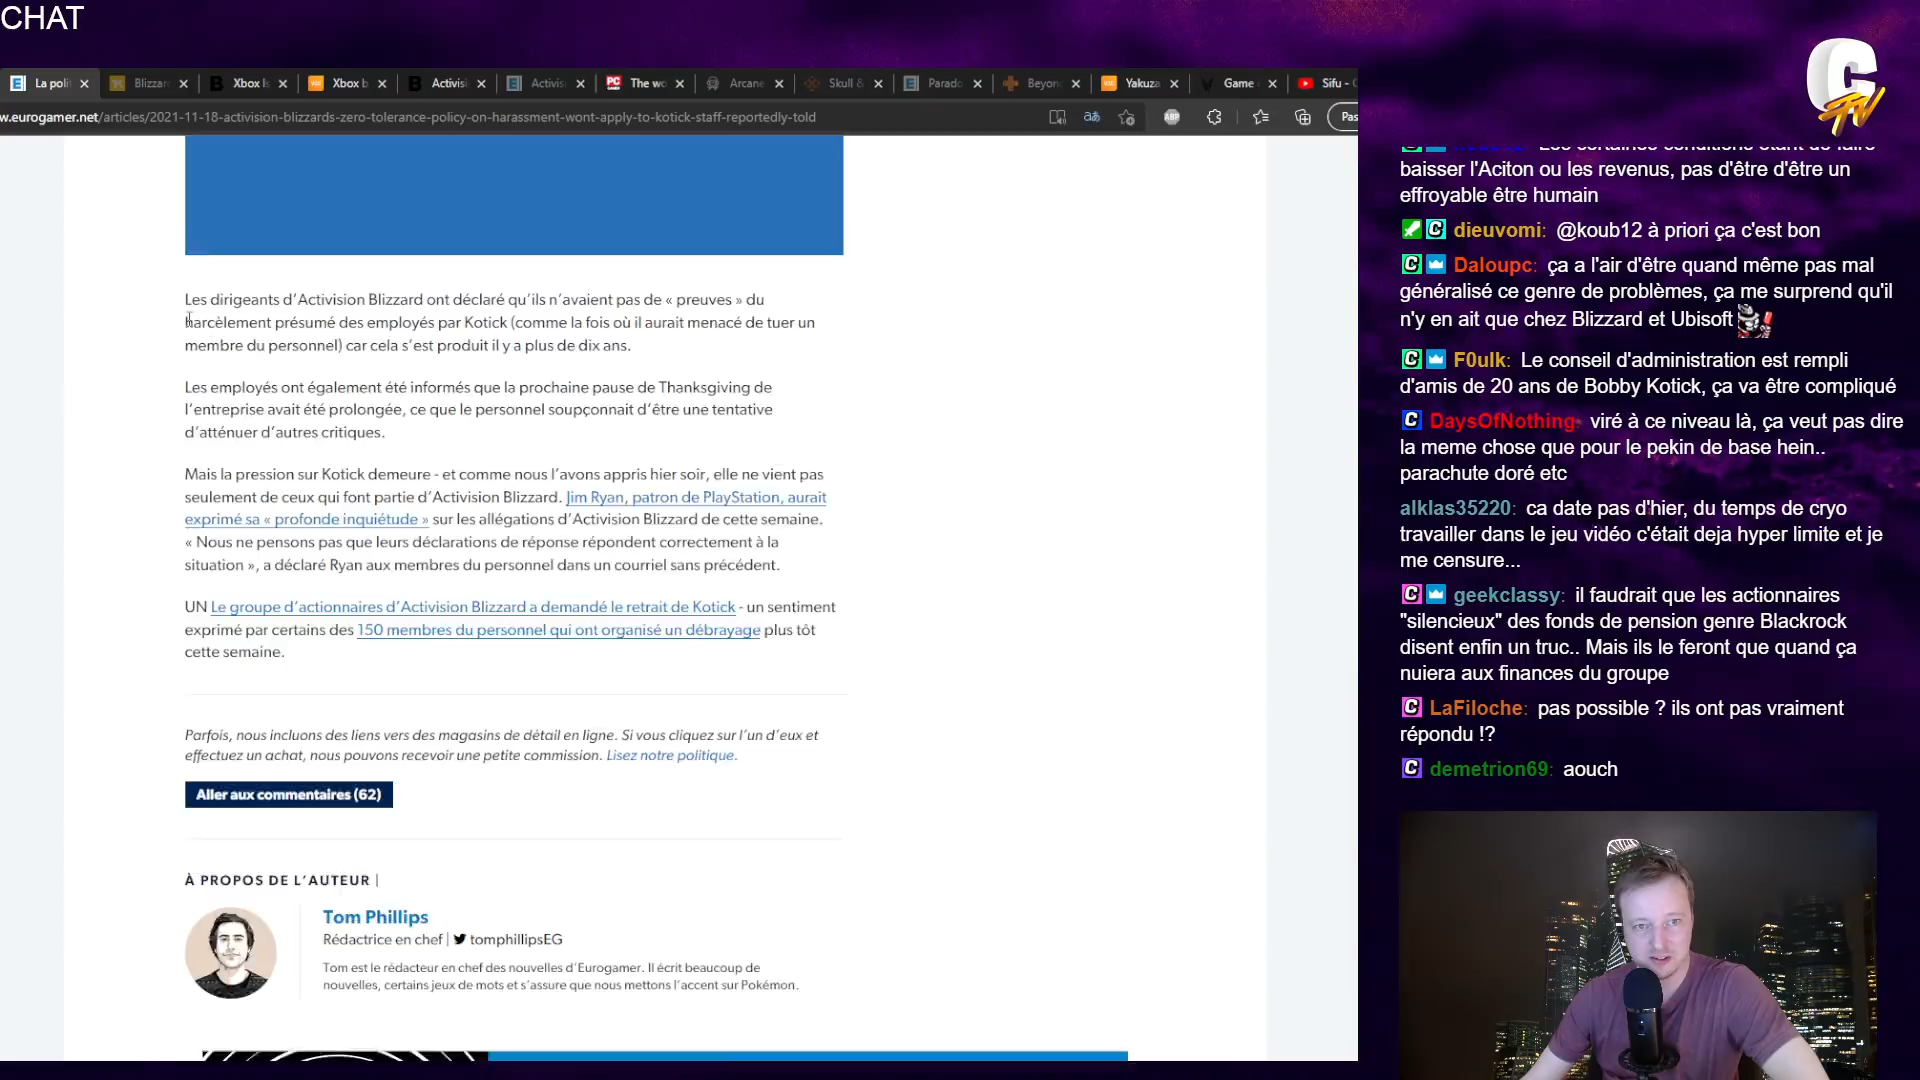 CHAT
La poli
Blizzar
Xbox Is
Xbox b
Activis
Activis
PC
The wo
Arcane
Skull &
Parado
Beyon
Yakuza
Game
Sifu -
w.eurogamer.net/articles/2021-11-18-activision-blizzards-zero-tolerance-policy-on-harassment-wont-apply-to-kotick-staff-reportedly-told
ABP
Pas
C
TV
Les dirigeants d'Activision Blizzard ont déclaré qu'ils n'avaient pas de « preuves » du
harcèlement présumé des employés par Kotick (comme la fois où il aurait menacé de tuer un
membre du personnel) car cela s'est produit il y a plus de dix ans.
Les employés ont également été informés que la prochaine pause de Thanksgiving de
l'entreprise avait été prolongée, ce que le personnel soupçonnait d'être une tentative
d'atténuer d'autres critiques.
Mais la pression sur Kotick demeure - et comme nous l'avons appris hier soir, elle ne vient pas
seulement de ceux qui font partie d'Activision Blizzard. Jim Ryan, patron de PlayStation, aurait
exprimé sa « profonde inquiétude » sur les allégations d'Activision Blizzard de cette semaine.
« Nous ne pensons pas que leurs déclarations de réponse répondent correctement à la
situation », a déclaré Ryan aux membres du personnel dans un courriel sans précédent.
UN Le groupe d'actionnaires d'Activision Blizzard a demandé le retrait de Kotick - un sentiment
exprimé par certains des 150 membres du personnel qui ont organisé un débrayage plus tôt
cette semaine.
Parfois, nous incluons des liens vers des magasins de détail en ligne. Si vous cliquez sur l'un d'eux et
effectuez un achat, nous pouvons recevoir une petite commission. Lisez notre politique.
Aller aux commentaires (62)
À PROPOS DE L'AUTEUR |
Tom Phillips
Rédactrice en chef | tomphillipsEG
Tom est le rédacteur en chef des nouvelles d'Eurogamer. Il écrit beaucoup de
nouvelles, certains jeux de mots et s'assure que nous mettons l'accent sur Pokémon.
baisser l'Aciton ou les revenus, pas d'être d'être un
effroyable être humain
dieuvomi: @koub12 à priori ça c'est bon
Daloupc: ça a l'air d'être quand même pas mal
généralisé ce genre de problèmes, ça me surprend qu'il
n'y en ait que chez Blizzard et Ubisoft
F0ulk: Le conseil d'administration est rempli
d'amis de 20 ans de Bobby Kotick, ça va être compliqué
DaysOfNothing: viré à ce niveau là, ça veut pas dire
la meme chose que pour le pekin de base hein..
parachute doré etc
alklas35220: ca date pas d'hier, du temps de cryo
travailler dans le jeu vidéo c'était deja hyper limite et je
me censure...
geekclassy: il faudrait que les actionnaires
"silencieux" des fonds de pension genre Blackrock
disent enfin un truc.. Mais ils le feront que quand ça
nuiera aux finances du groupe
LaFiloche: pas possible ? ils ont pas vraiment
répondu !?
demetrion69: aouch